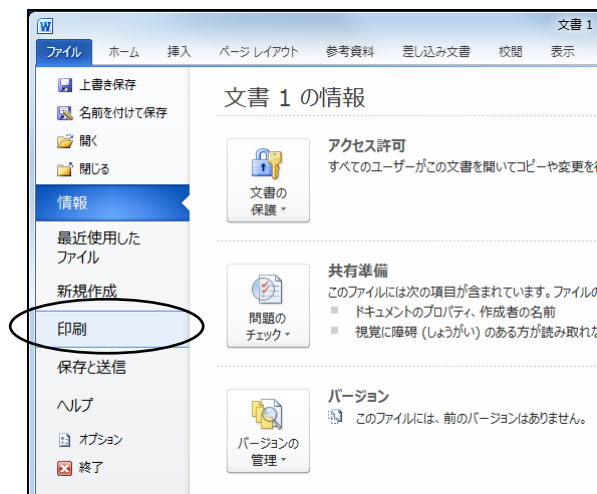 W
文書 1
ファイル ホーム 挿入 ページ レイアウト 参考資料 差し込み文書 校閲 表示
上書き保存
名前を付けて保存
開く
閉じる
情報
最近使用した
ファイル
新規作成
印刷
保存と送信
ヘルプ
オプション
終了
文書 1 の情報
文書の
保護
アクセス許可
すべてのユーザーがこの文書を開いてコピーや変更を
問題の
チェック
共有準備
このファイルには次の項目が含まれています。ファイルの
ドキュメントのプロパティ、作成者の名前
視覚に障碍 (しょうがい) のある方が読み取れ
バージョンの
管理
バージョン
このファイルには、前のバージョンはありません。